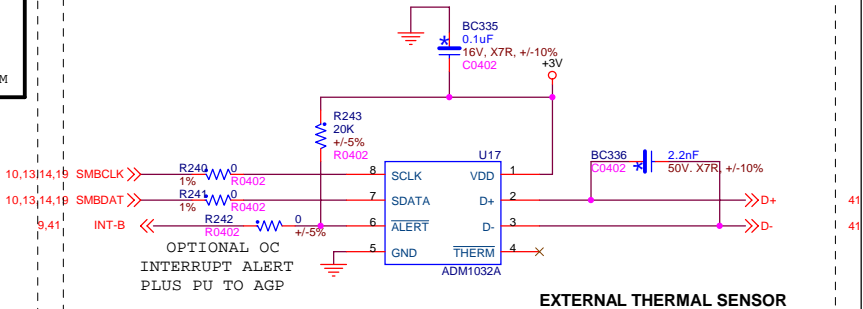 BC335
0.1uF
16V, X7R, +/-10%
C0402
+3V
M
R243
20K
+/-5%
R0402
U17
BC336
C0402
2.2nF
50V. X7R, +/-10%
10,13,14,19 SMBCLK R240 0 8 SCLK VDD 1
1% R0402
10,13,14,19 SMBDAT R241 0 7 SDATA D+ 2 D+ 41
1% R0402
9,41 INT-B R242 0 6 ALERT D- 3 D- 41
R0402 +/-5%
5 GND THERM 4
ADM1032A
OPTIONAL OC
INTERRUPT ALERT
PLUS PU TO AGP
EXTERNAL THERMAL SENSOR